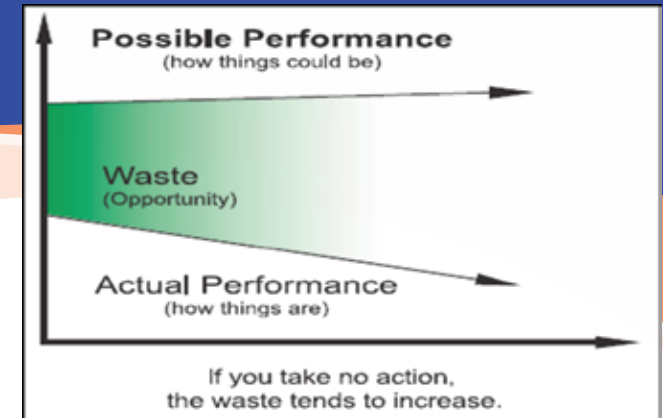 Possible Performance
(how things could be)
Waste
(Opportunity)
Actual Performance
(how things are)
If you take no action,
the waste tends to increase.